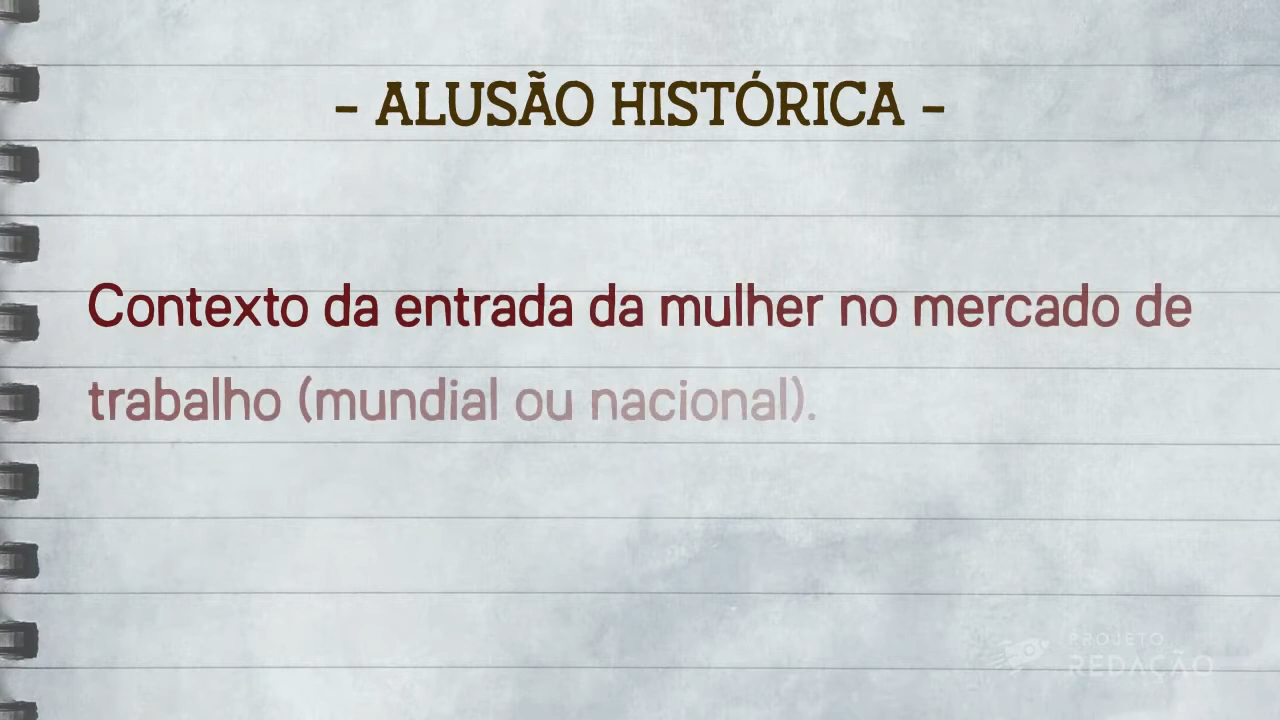 - ALUSÃO HISTÓRICA -
Contexto da entrada da mulher no mercado de
trabalho (mundial ou nacional).
PROJETO
REDAÇÃO